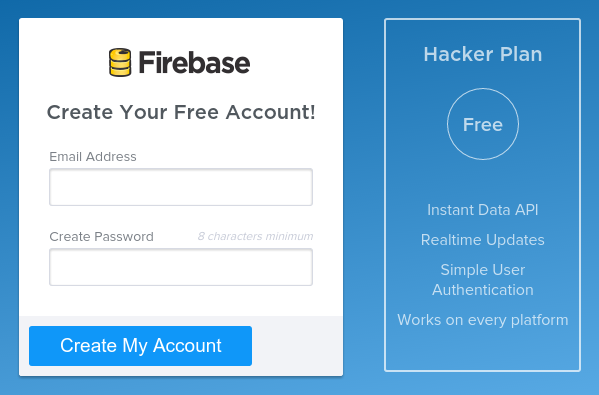 Firebase
Create Your Free Account!
Email Address
Create Password 8 characters minimum
Create My Account
Hacker Plan
Free
Instant Data API
Realtime Updates
Simple User
Authentication
Works on every platform